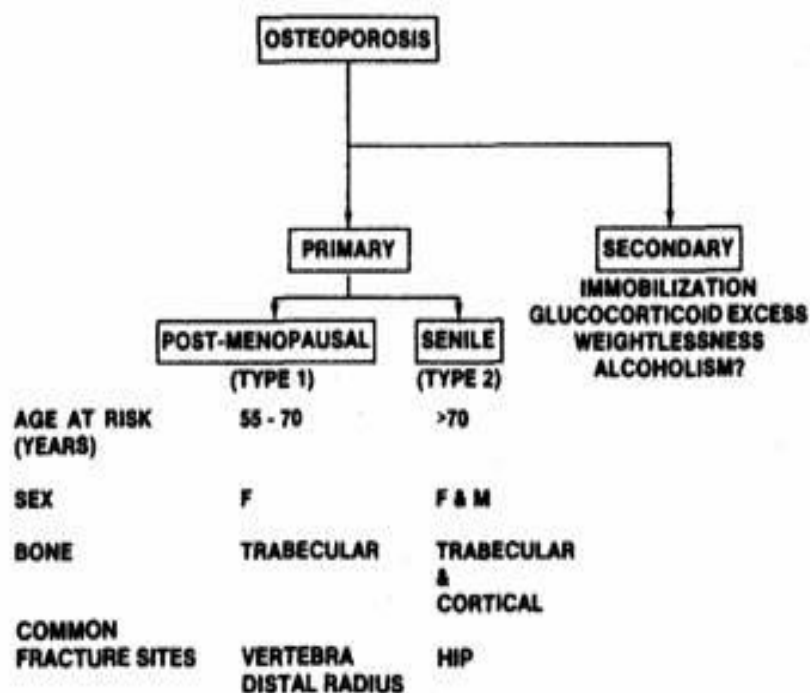 OSTEOPOROSIS
PRIMARY
SECONDARY
IMMOBILIZATION
GLUCOCORTICOID EXCESS
WEIGHTLESSNESS
ALCOHOLISM?
POST-MENOPAUSAL
SENILE
(TYPE 1)
(TYPE 2)
AGE AT RISK 55 - 70 >70
(YEARS)
SEX F F & M
BONE TRABECULAR TRABECULAR
&
CORTICAL
COMMON
FRACTURE SITES VERTEBRA HIP
DISTAL RADIUS